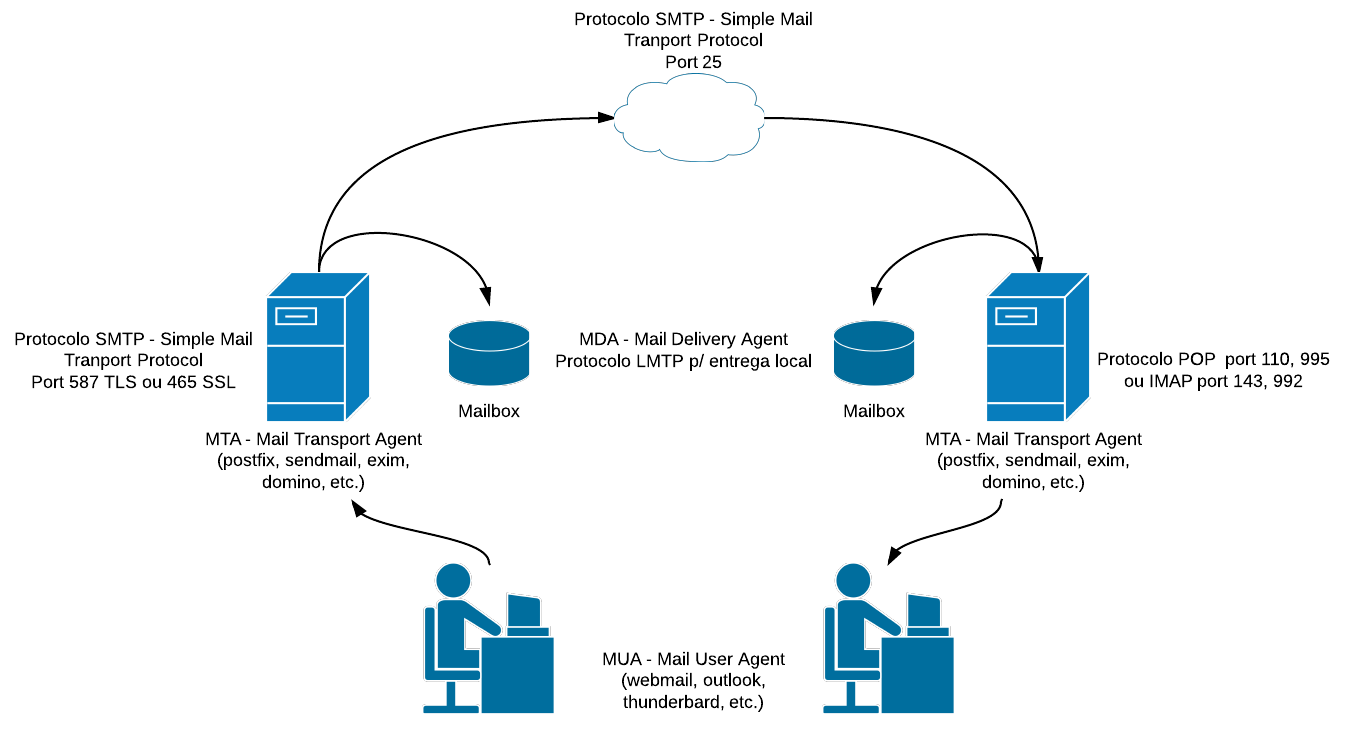 Protocolo SMTP - Simple Mail
Tranport Protocol
Port 25
Protocolo SMTP - Simple Mail
Tranport Protocol
Port 587 TLS ou 465 SSL
MDA - Mail Delivery Agent
Protocolo LMTP p/ entrega local
Protocolo POP  port 110, 995
ou IMAP port 143, 992
Mailbox
Mailbox
MTA - Mail Transport Agent
(postfix, sendmail, exim,
domino, etc.)
MTA - Mail Transport Agent
(postfix, sendmail, exim,
domino, etc.)
MUA - Mail User Agent
(webmail, outlook,
thunderbard, etc.)